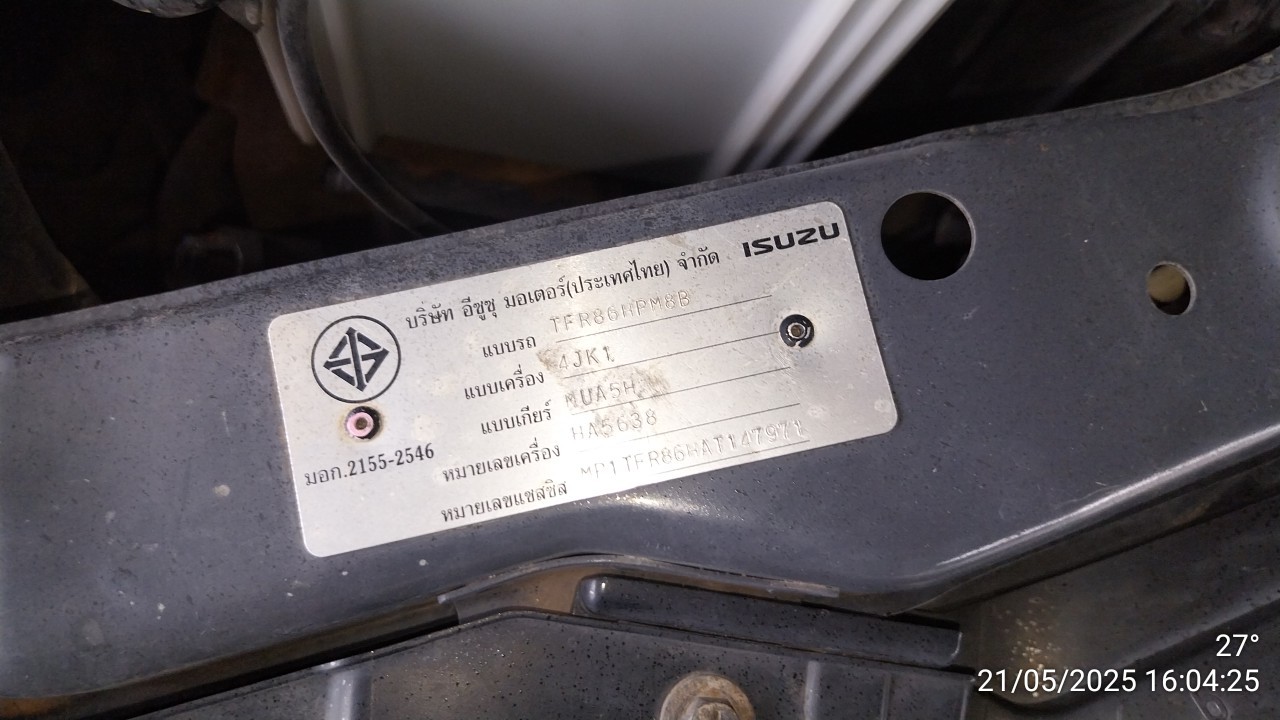 บริษัท อีซูซุ มอเตอร์(ประเทศไทย) จำกัด ISUZU
แบบรถ TFR86HPM8B
แบบเครื่อง 4JK1
แบบเกียร์ MUA5H
หมายเลขเครื่อง HA5638
หมายเลขแชสซิส MP1TFR86HAT147971
มอก.2155-2546
27°
21/05/2025 16:04:25